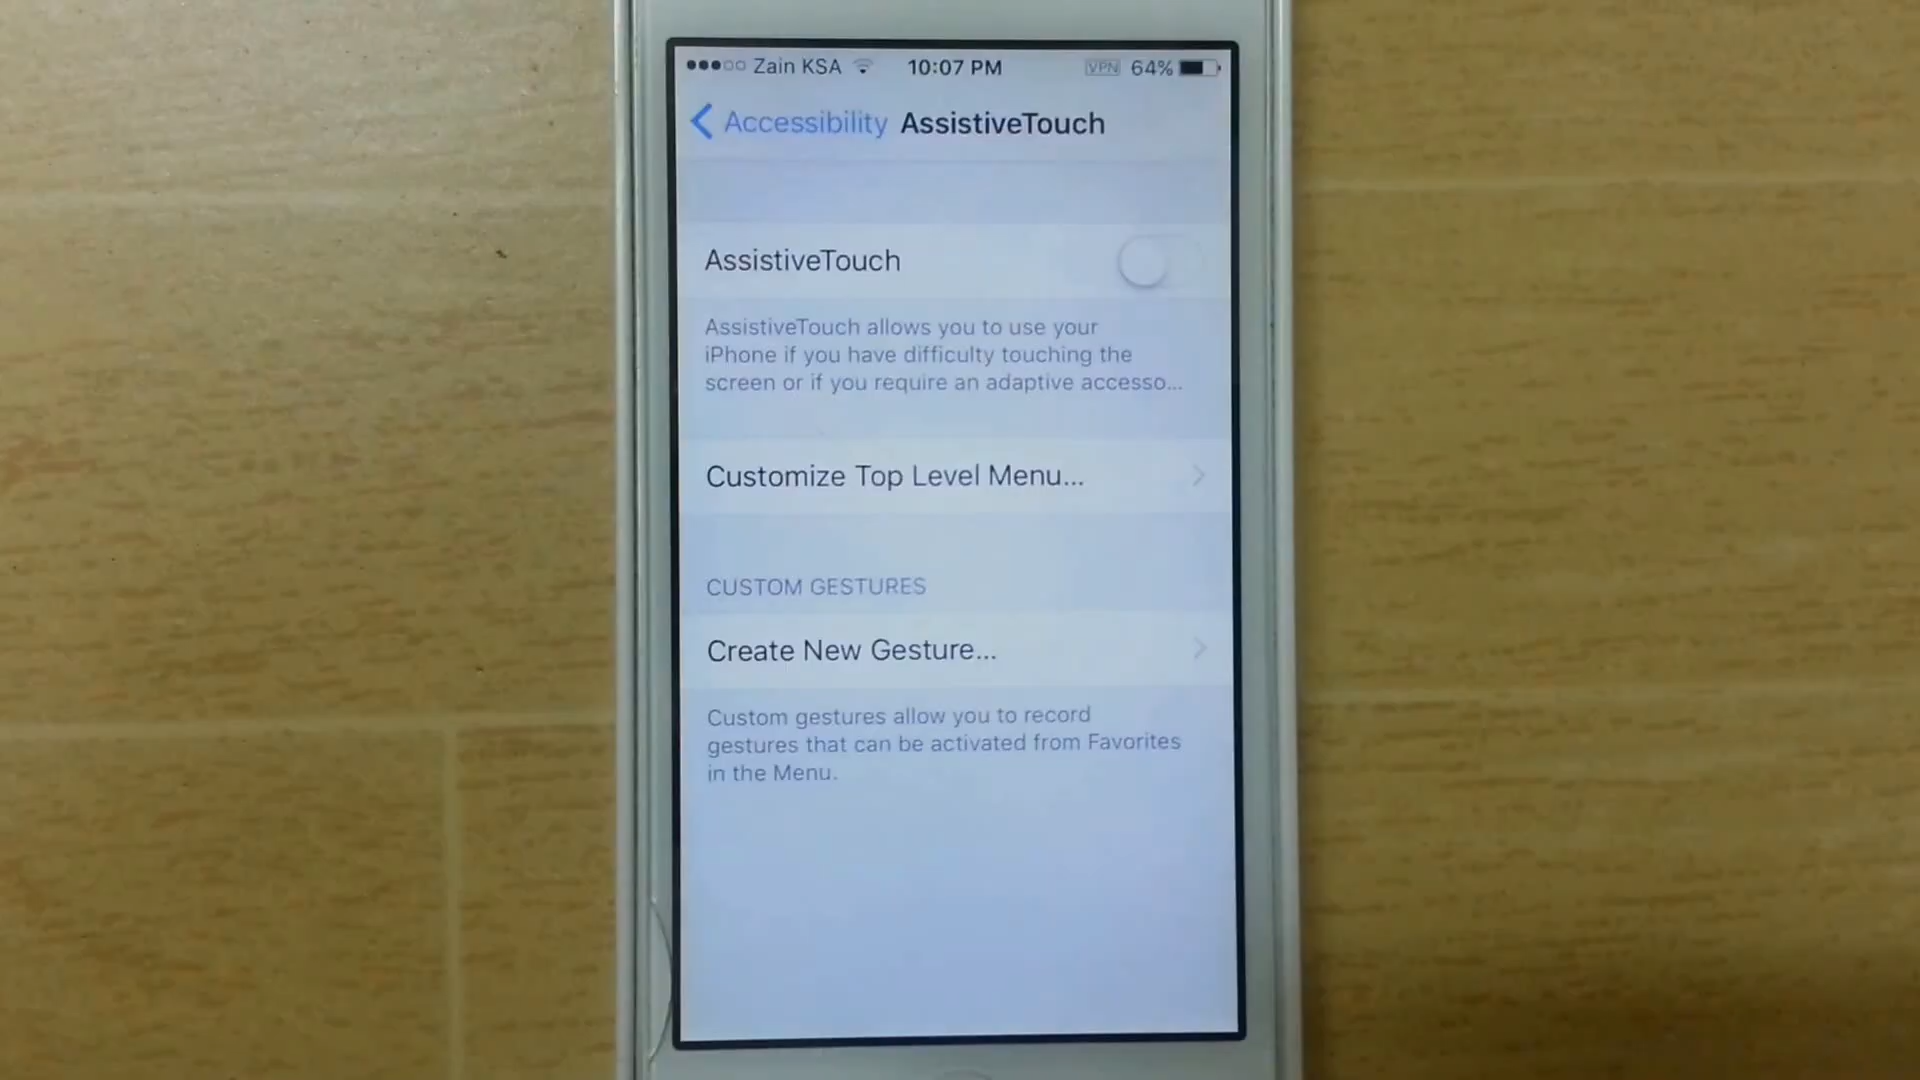 Zain KSA 10:07 PM VPN 64%
Accessibility AssistiveTouch
AssistiveTouch
AssistiveTouch allows you to use your
iPhone if you have difficulty touching the
screen or if you require an adaptive accesso...
Customize Top Level Menu...
CUSTOM GESTURES
Create New Gesture...
Custom gestures allow you to record
gestures that can be activated from Favorites
in the Menu.